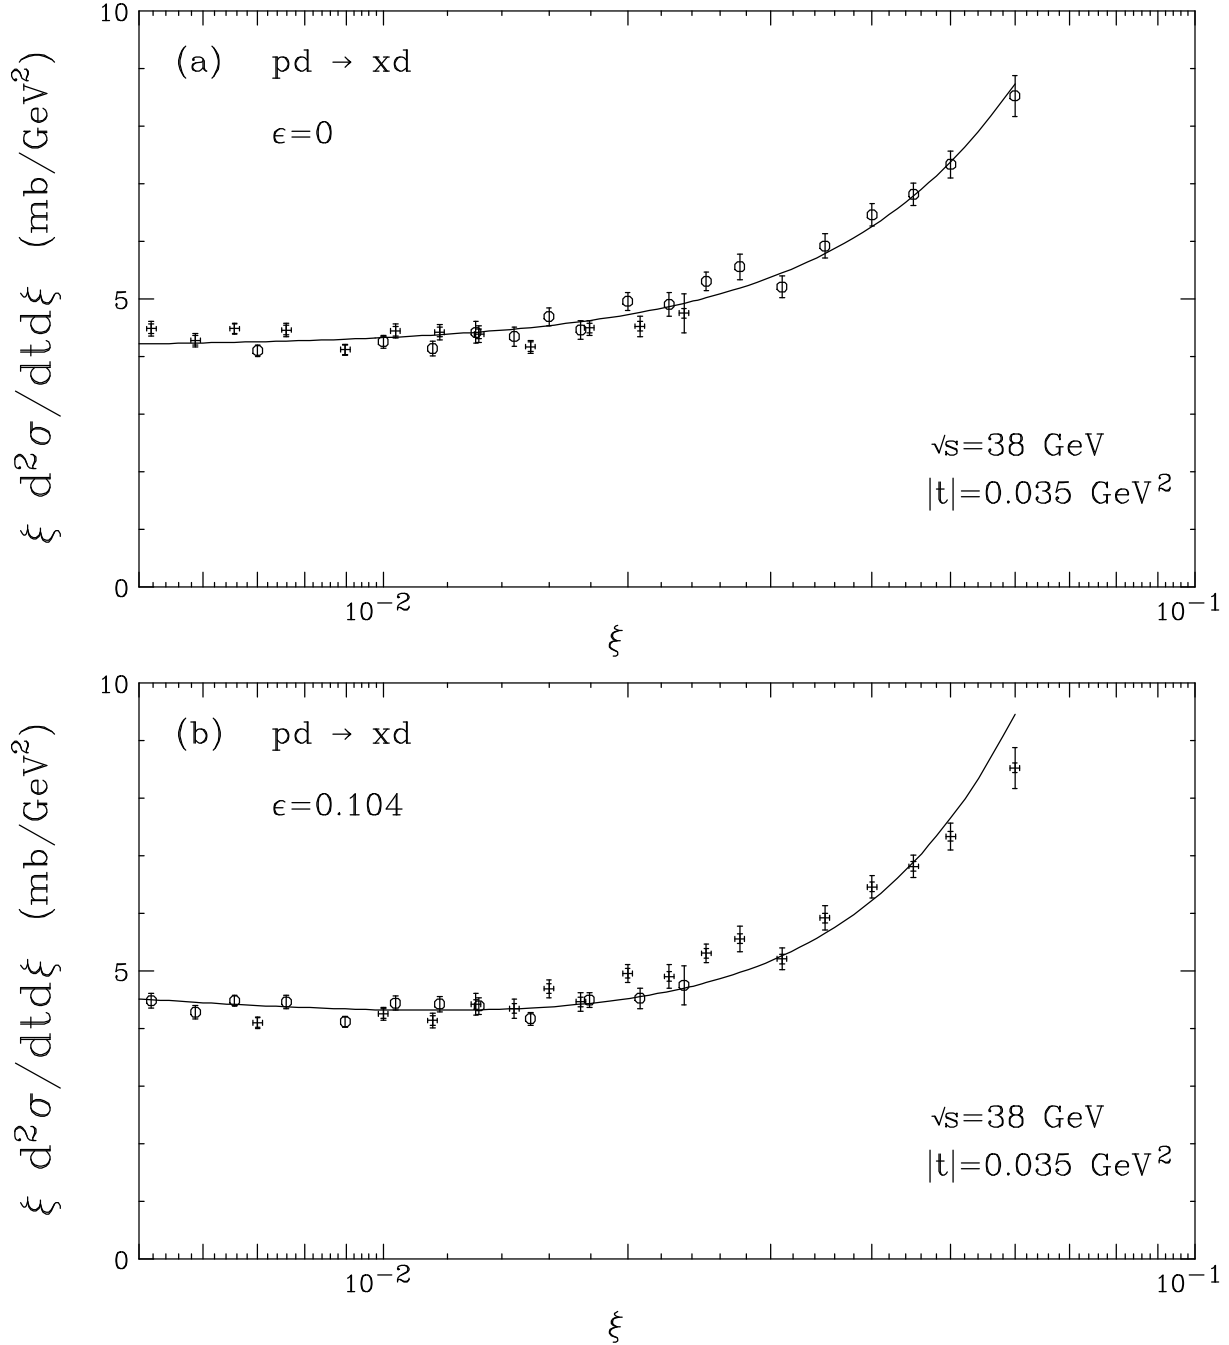 10
(a) pd → xd
ϵ=0
ξ d²σ/dtdξ (mb/GeV²)
5
√s=38 GeV
|t|=0.035 GeV²
0
10⁻² 10⁻¹
ξ
10
(b) pd → xd
ϵ=0.104
ξ d²σ/dtdξ (mb/GeV²)
5
√s=38 GeV
|t|=0.035 GeV²
0
10⁻² 10⁻¹
ξ